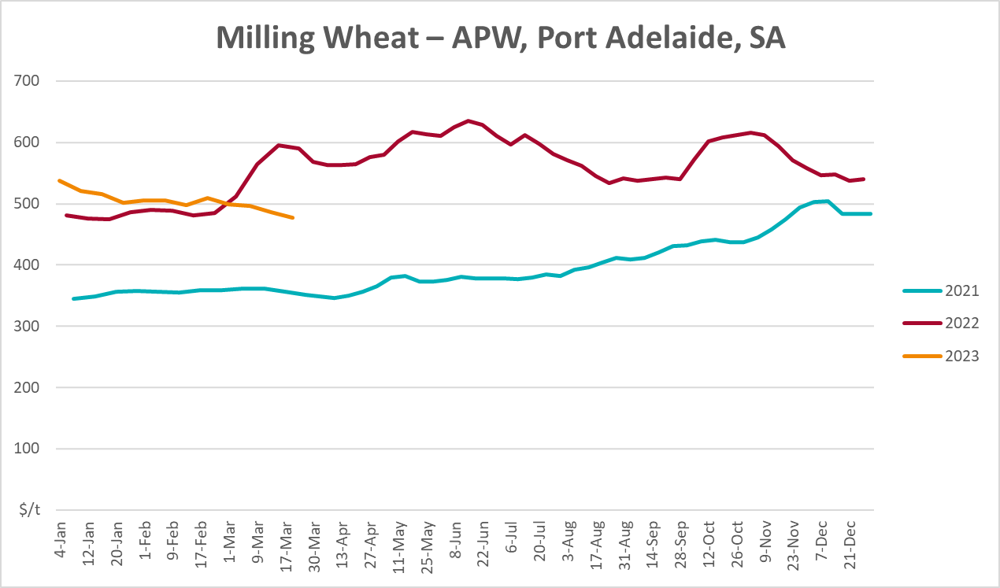 Milling Wheat – APW, Port Adelaide, SA
700
600
500
400
300
200
100
$/t
4-Jan
12-Jan
20-Jan
1-Feb
9-Feb
17-Feb
1-Mar
9-Mar
17-Mar
30-Mar
13-Apr
27-Apr
11-May
25-May
8-Jun
22-Jun
6-Jul
20-Jul
3-Aug
17-Aug
31-Aug
14-Sep
28-Sep
12-Oct
26-Oct
9-Nov
23-Nov
7-Dec
21-Dec
2021
2022
2023